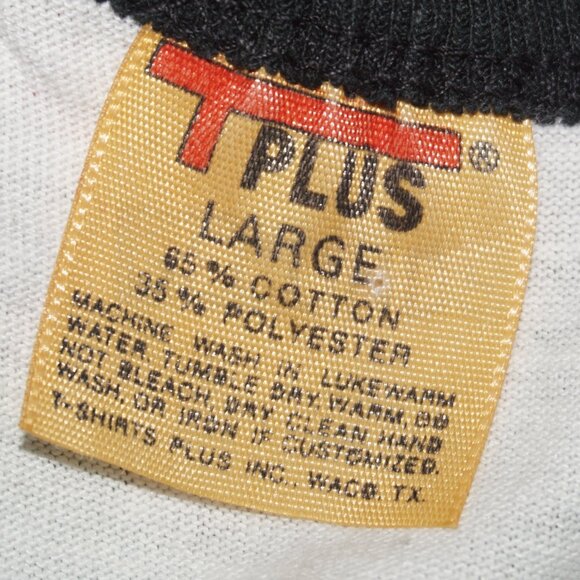 T PLUS ®
LARGE
65% COTTON
35% POLYESTER
MACHINE WASH IN LUKEWARM
WATER, TUMBLE DRY, WARM, DO
NOT BLEACH, DRY CLEAN HAND
WASH, OR IRON IF CUSTOMIZED.
T-SHIRTS PLUS INC., WACO, TX.